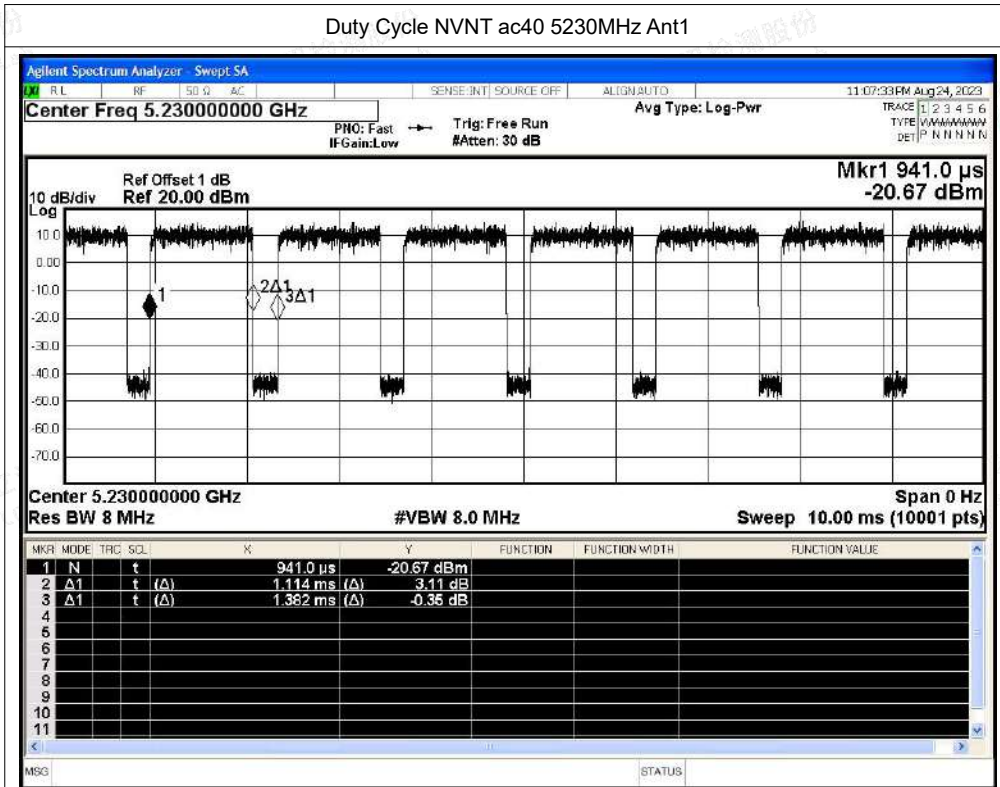 Duty Cycle NVNT ac40 5230MHz Ant1
Agilent Spectrum Analyzer - Swept SA
LXI RL RF 50 Ω AC SENSE:INT SOURCE OFF ALIGN AUTO 11:07:33 PM Aug 24, 2023
Center Freq 5.230000000 GHz Avg Type: Log-Pwr TRACE 1 2 3 4 5 6
PNO: Fast Trig: Free Run TYPE
IFGain:Low #Atten: 30 dB DET P N N N N N
Mkr1 941.0 µs
Ref Offset 1 dB
10 dB/div Ref 20.00 dBm -20.67 dBm
Log
10.0
0.00
-10.0
1 2Δ1 3Δ1
-20.0
-30.0
-40.0
-50.0
-60.0
-70.0
Center 5.230000000 GHz Span 0 Hz
Res BW 8 MHz #VBW 8.0 MHz Sweep 10.00 ms (10001 pts)
MKR MODE TRC SCL X Y FUNCTION FUNCTION WIDTH FUNCTION VALUE
1 N t 941.0 µs -20.67 dBm
2 Δ1 t (Δ) 1.114 ms (Δ) 3.11 dB
3 Δ1 t (Δ) 1.382 ms (Δ) -0.35 dB
4
5
6
7
8
9
10
11
MSG STATUS